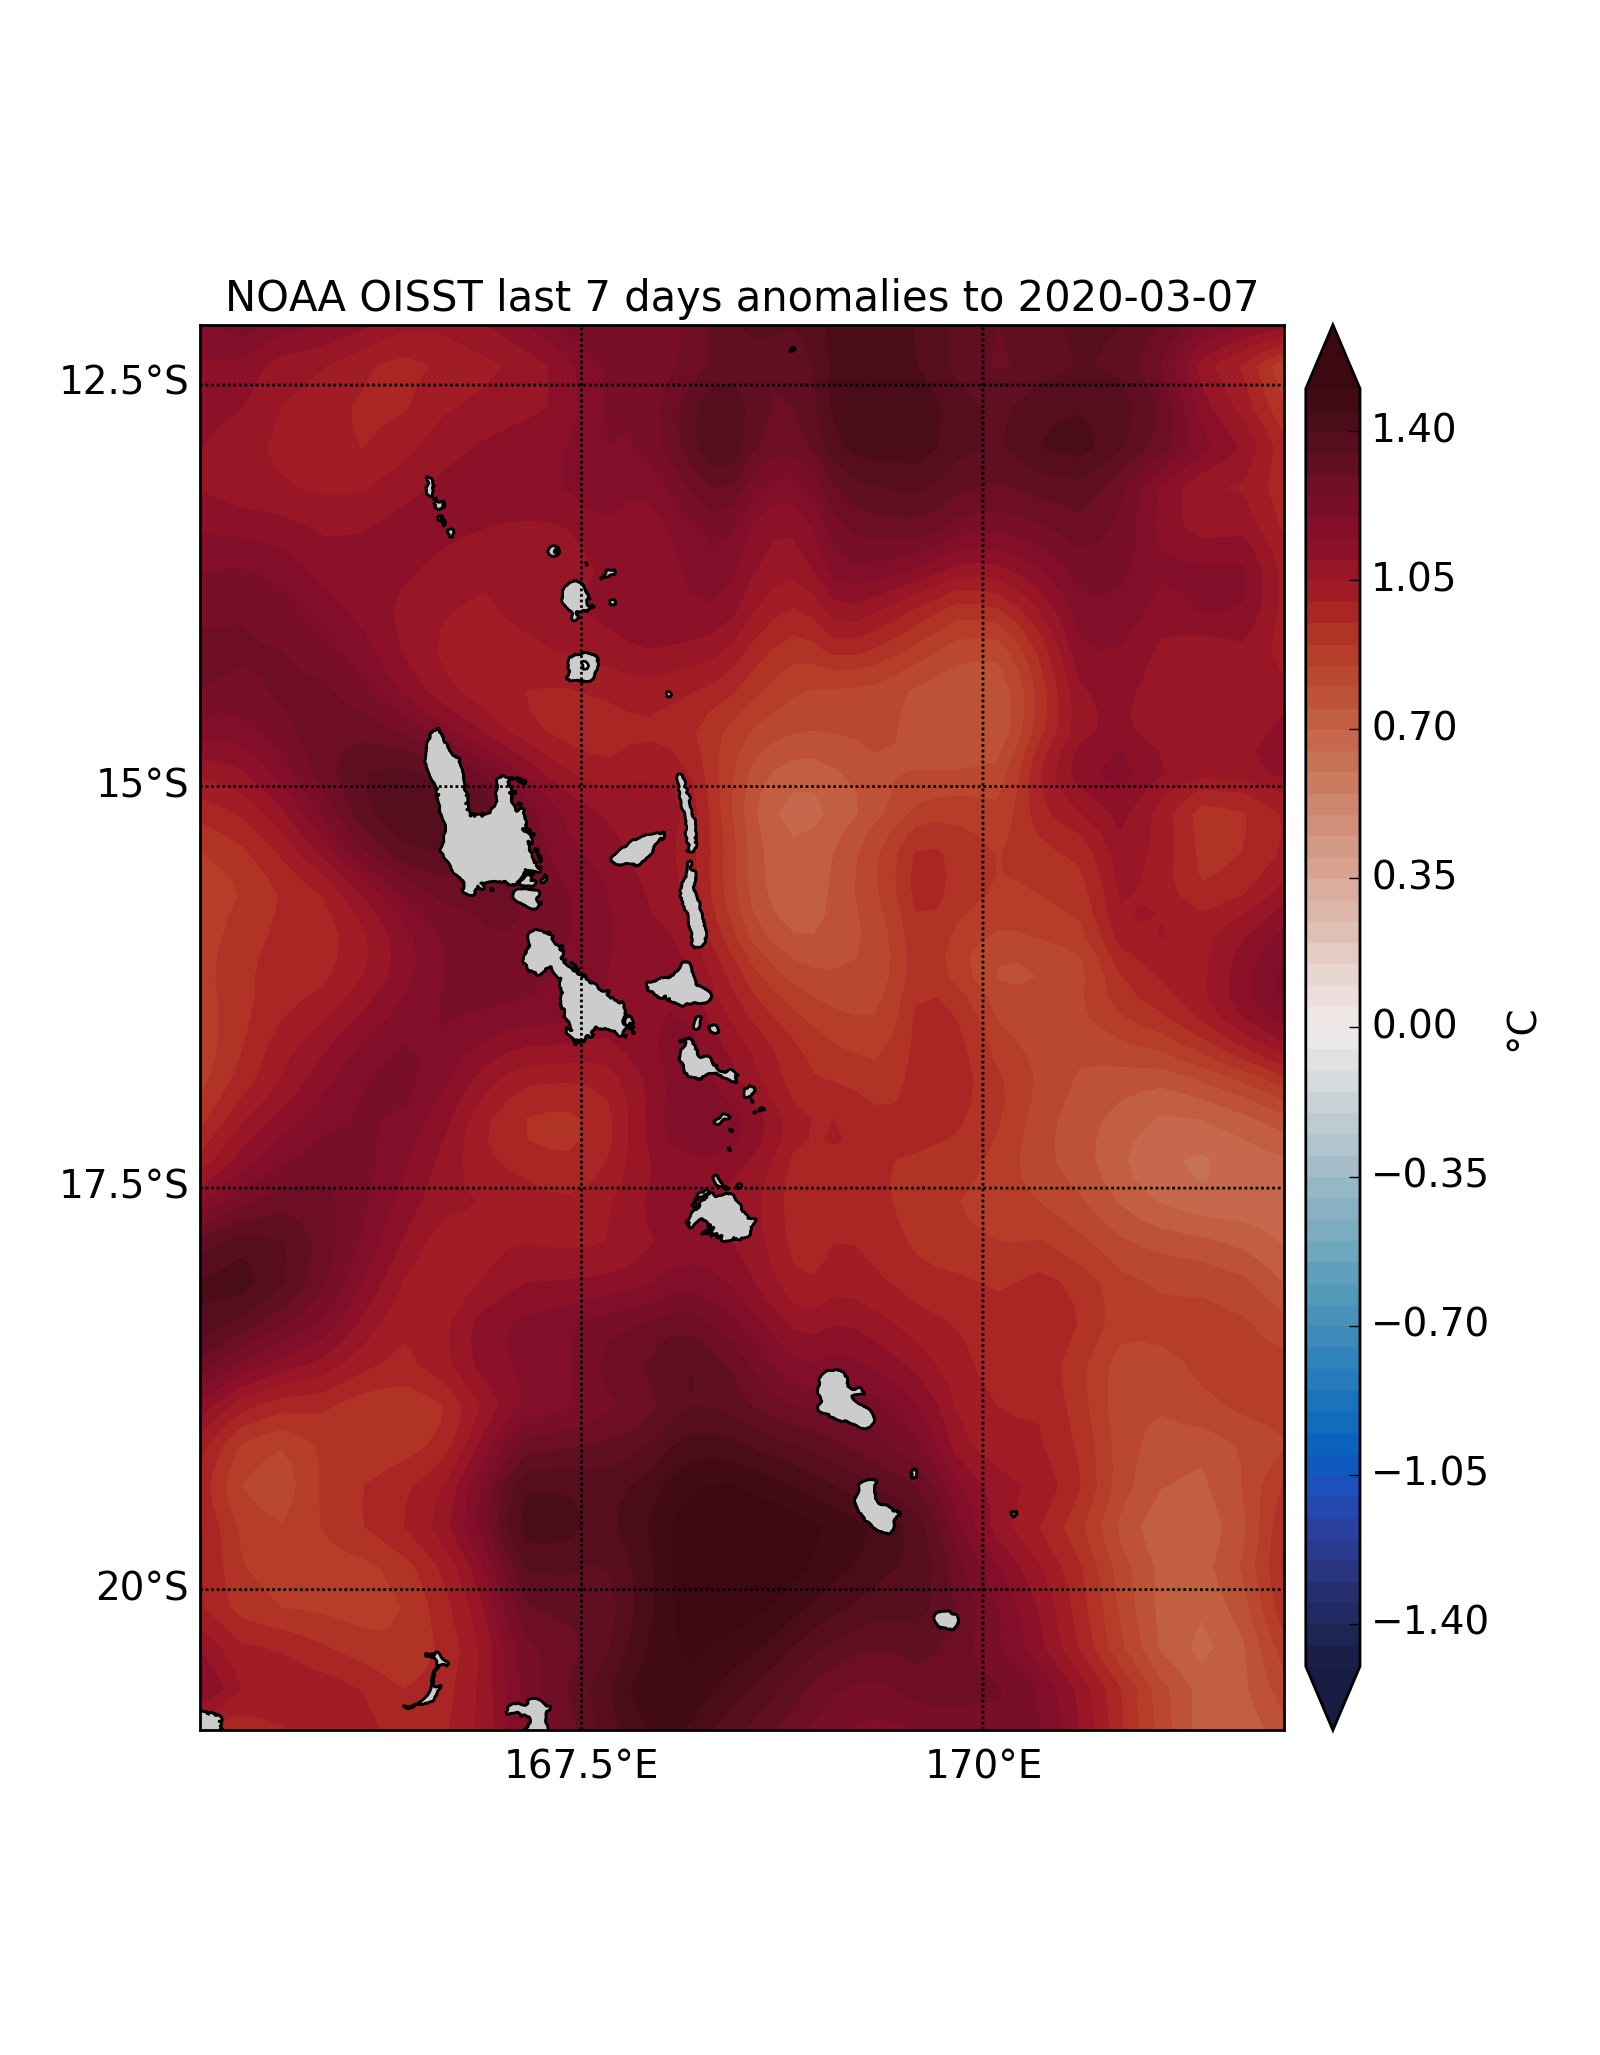 NOAA OISST last 7 days anomalies to 2020-03-07
12.5°S
15°S
17.5°S
20°S
167.5°E
170°E
1.40
1.05
0.70
0.35
0.00
−0.35
−0.70
−1.05
−1.40
°C